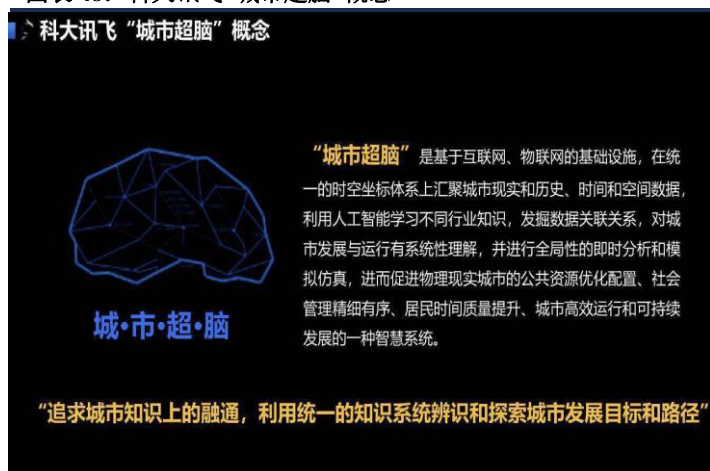 科大讯飞“城市超脑”概念
“城市超脑”是基于互联网、物联网的基础设施，在统
一的时空坐标体系上汇聚城市现实和历史、时间和空间数据，
利用人工智能学习不同行业知识，发掘数据关联关系，对城
市发展与运行有系统性理解，并进行全局性的即时分析和模
拟仿真，进而促进物理现实城市的公共资源优化配置、社会
管理精细有序、居民时间质量提升、城市高效运行和可持续
发展的一种智慧系统。
城·市·超·脑
“追求城市知识上的融通，利用统一的知识系统辨识和探索城市发展目标和路径”